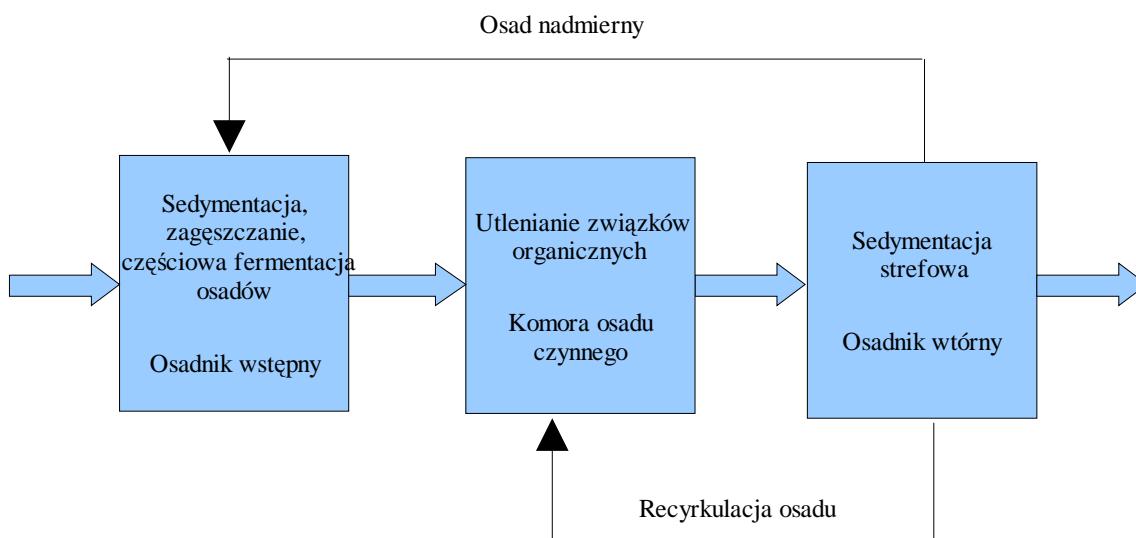 Osad nadmierny
Sedymentacja,
zagęszczanie,
częściowa fermentacja
osadów
Osadnik wstępny
Utlenianie związków
organicznych
Komora osadu
czynnego
Sedymentacja
strefowa
Osadnik wtórny
Recyrkulacja osadu